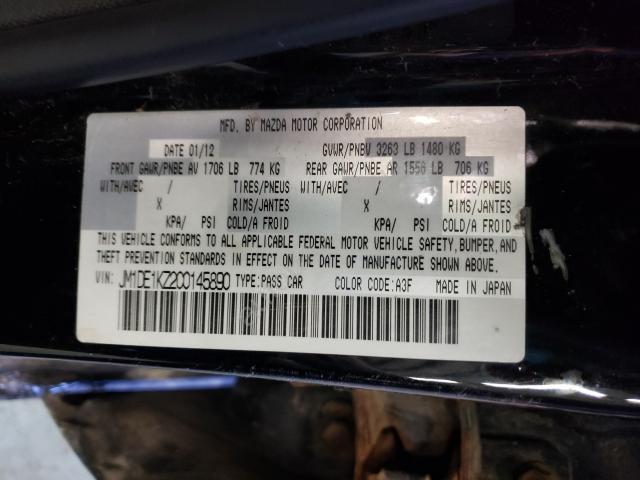 MFD. BY MAZDA MOTOR CORPORATION
DATE 01/12 GVWR/PNBV 3263 LB 1480 KG
FRONT GAWR/PNBE AV 1706 LB 774 KG REAR GAWR/PNBE AR 1556 LB 706 KG
WITH/AVEC / TIRES/PNEUS WITH/AVEC / TIRES/PNEUS
X RIMS/JANTES X RIMS/JANTES
KPA/ PSI COLD/A FROID KPA/ PSI COLD/A FROID
THIS VEHICLE CONFORMS TO ALL APPLICABLE FEDERAL MOTOR VEHICLE SAFETY, BUMPER, AND
THEFT PREVENTION STANDARDS IN EFFECT ON THE DATE OF MANUFACTURE SHOWN ABOVE.
VIN: JM1DE1KZ2C0145890 TYPE: PASS CAR COLOR CODE: A3F MADE IN JAPAN